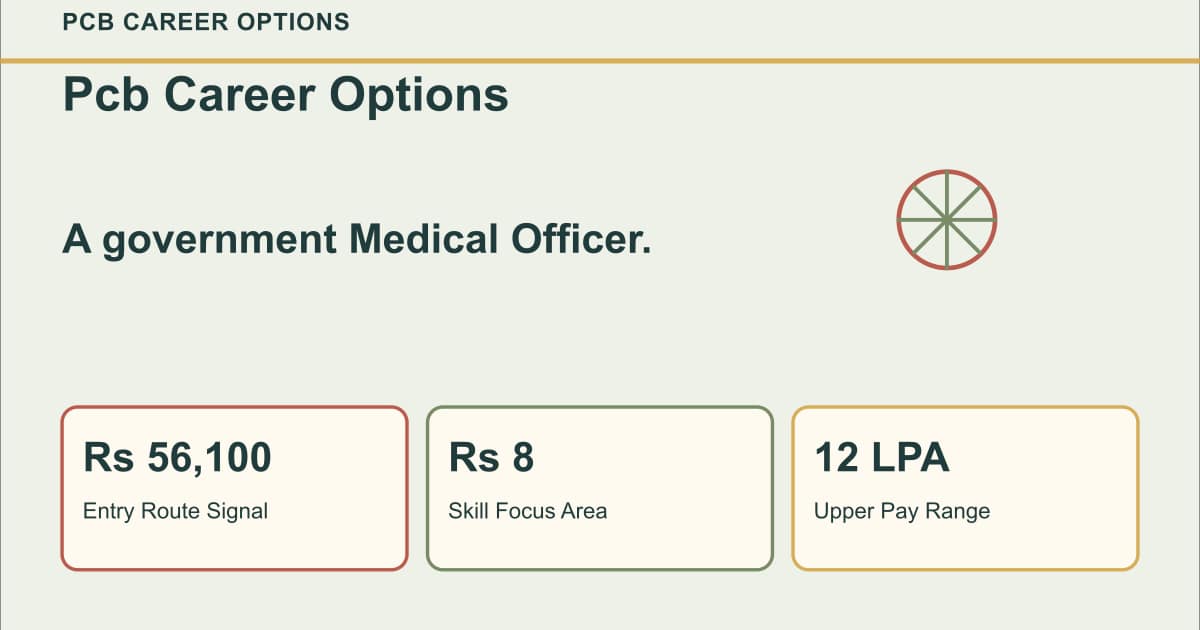 PCB CAREER OPTIONS
Pcb Career Options
A government Medical Officer.
Rs 56,100
Entry Route Signal
Rs 8
Skill Focus Area
12 LPA
Upper Pay Range